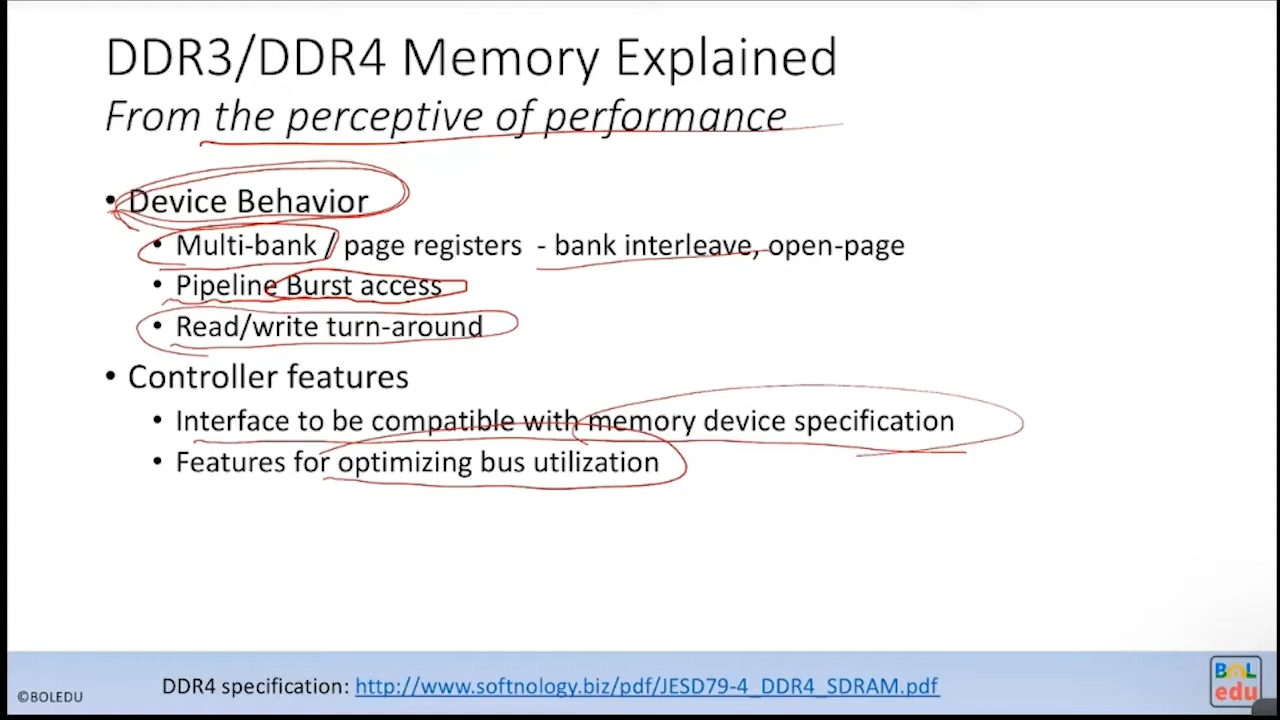 DDR3/DDR4 Memory Explained
From the perceptive of performance
• Device Behavior
• Multi-bank / page registers - bank interleave, open-page
• Pipeline Burst access
• Read/write turn-around
• Controller features
• Interface to be compatible with memory device specification
• Features for optimizing bus utilization
DDR4 specification: http://www.softnology.biz/pdf/JESD79-4_DDR4_SDRAM.pdf
©BOLEDU
BOL
edu